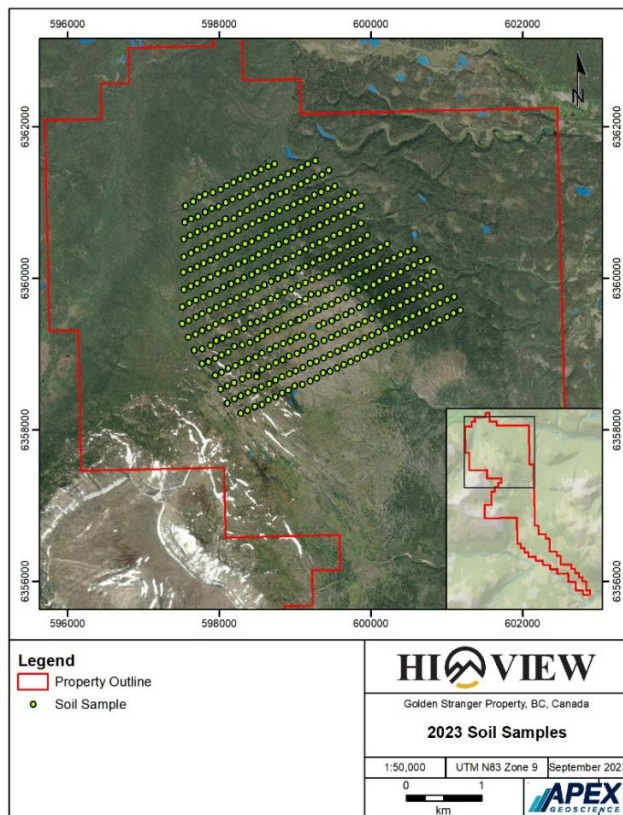 596000 598000 600000 602000
N
6362000 6362000
6360000 6360000
6358000 6358000
6356000 6356000
596000 598000 600000 602000
Legend
Property Outline
Soil Sample
HI VIEW
Golden Stranger Property, BC, Canada
2023 Soil Samples
1:50,000 UTM N83 Zone 9 September 2023
0 1
km
APEX
GEOSCIENCE